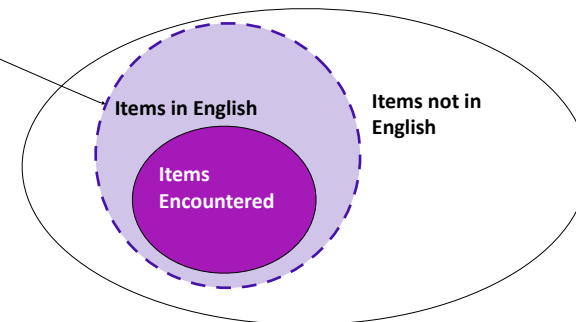 Items in English
Items not in
English
Items
Encountered